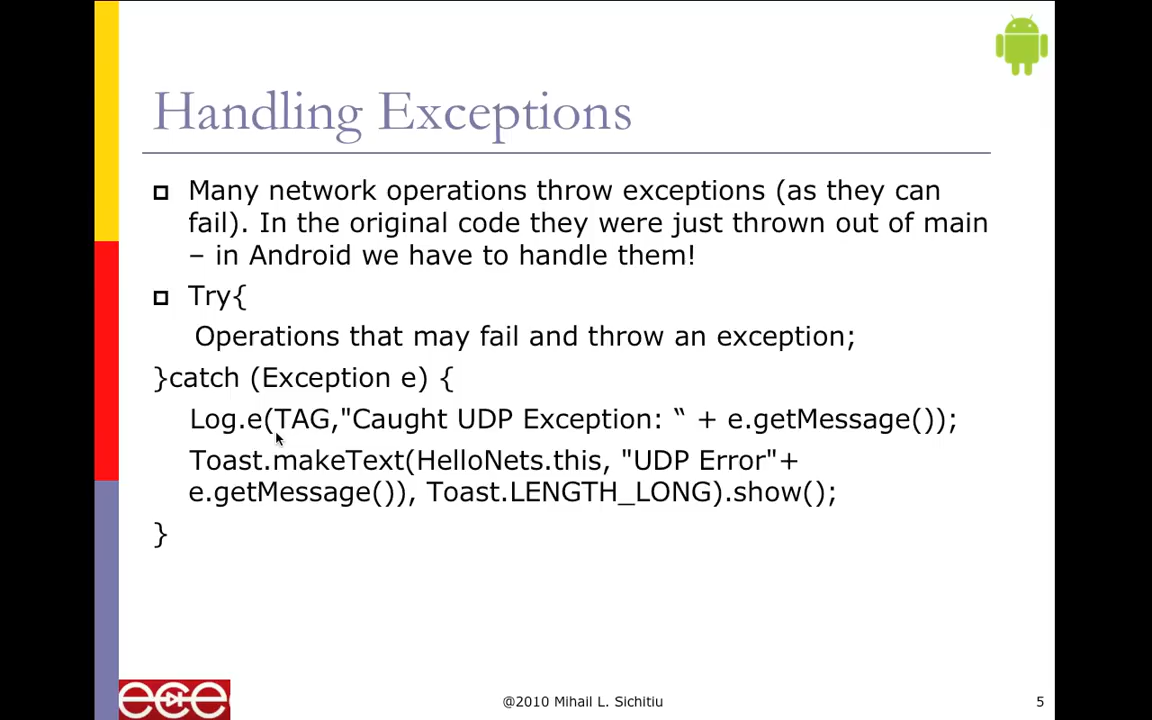 Handling Exceptions
Many network operations throw exceptions (as they can
fail). In the original code they were just thrown out of main
– in Android we have to handle them!
Try{
Operations that may fail and throw an exception;
}catch (Exception e) {
Log.e(TAG,"Caught UDP Exception: “ + e.getMessage());
Toast.makeText(HelloNets.this, "UDP Error"+
e.getMessage()), Toast.LENGTH_LONG).show();
}
ece
@2010 Mihail L. Sichitiu
5